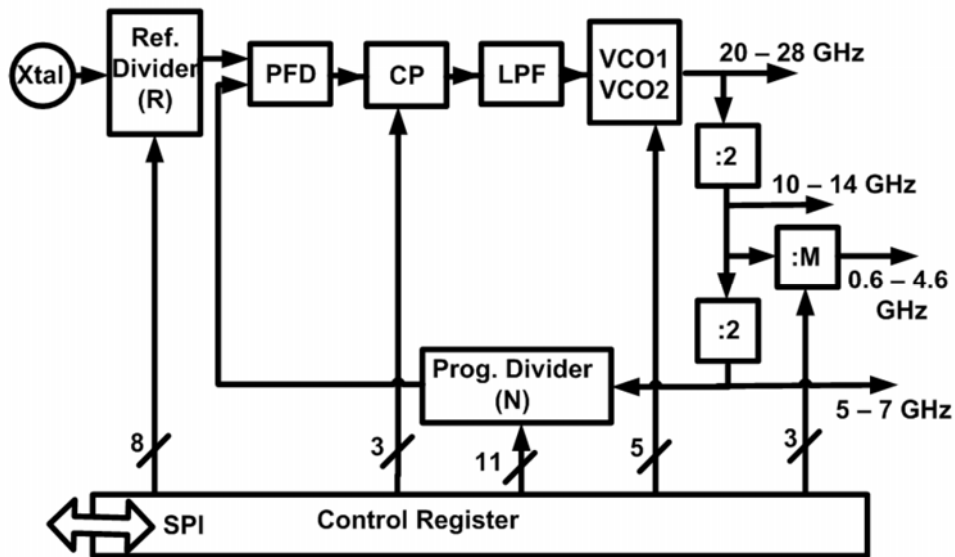 Xtal
Ref.
Divider
(R)
PFD
CP
LPF
VCO1
VCO2
20 – 28 GHz
:2
10 – 14 GHz
:M
0.6 – 4.6
GHz
:2
Prog. Divider
(N)
5 – 7 GHz
8
3
11
5
3
SPI
Control Register